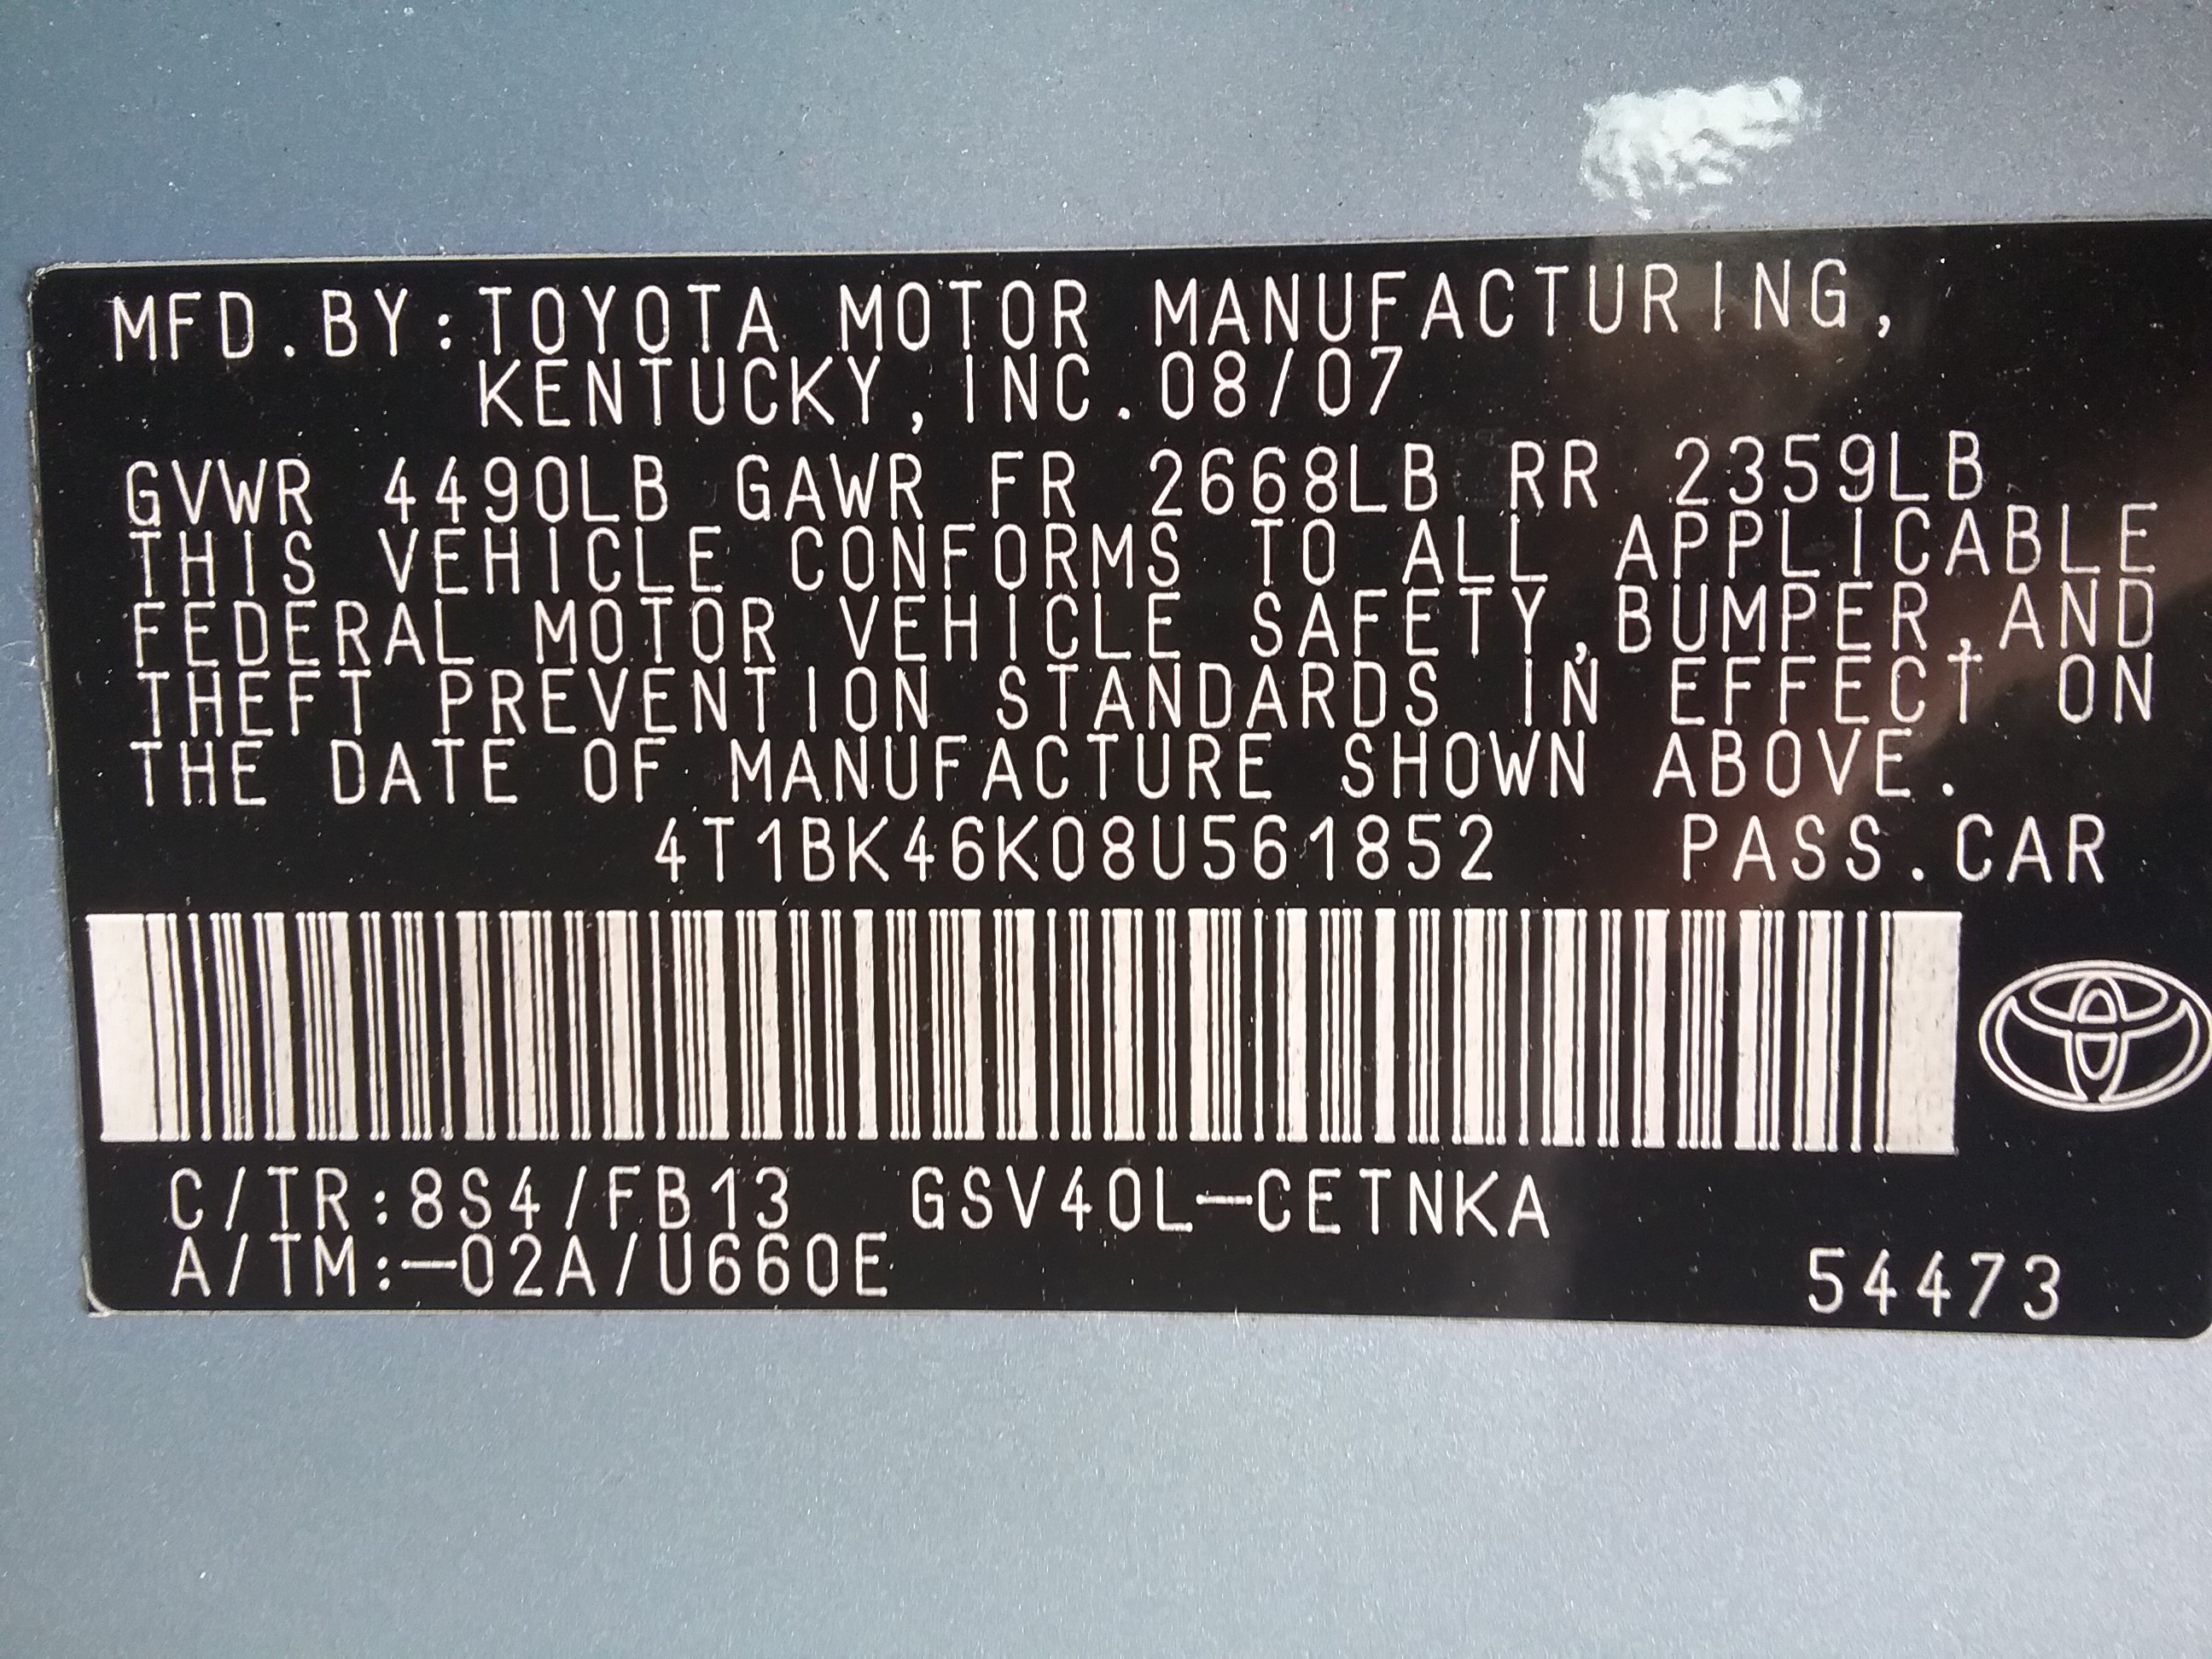 MFD.BY:TOYOTA MOTOR MANUFACTURING,
KENTUCKY,INC.08/07
GVWR 4490LB GAWR FR 2668LB RR 2359LB
THIS VEHICLE CONFORMS TO ALL APPLICABLE
FEDERAL MOTOR VEHICLE SAFETY,BUMPER,AND
THEFT PREVENTION STANDARDS IN EFFECT ON
THE DATE OF MANUFACTURE SHOWN ABOVE.
4T1BK46K08U561852 PASS.CAR
C/TR:8S4/FB13 GSV40L-CETNKA
A/TM:-02A/U660E
54473